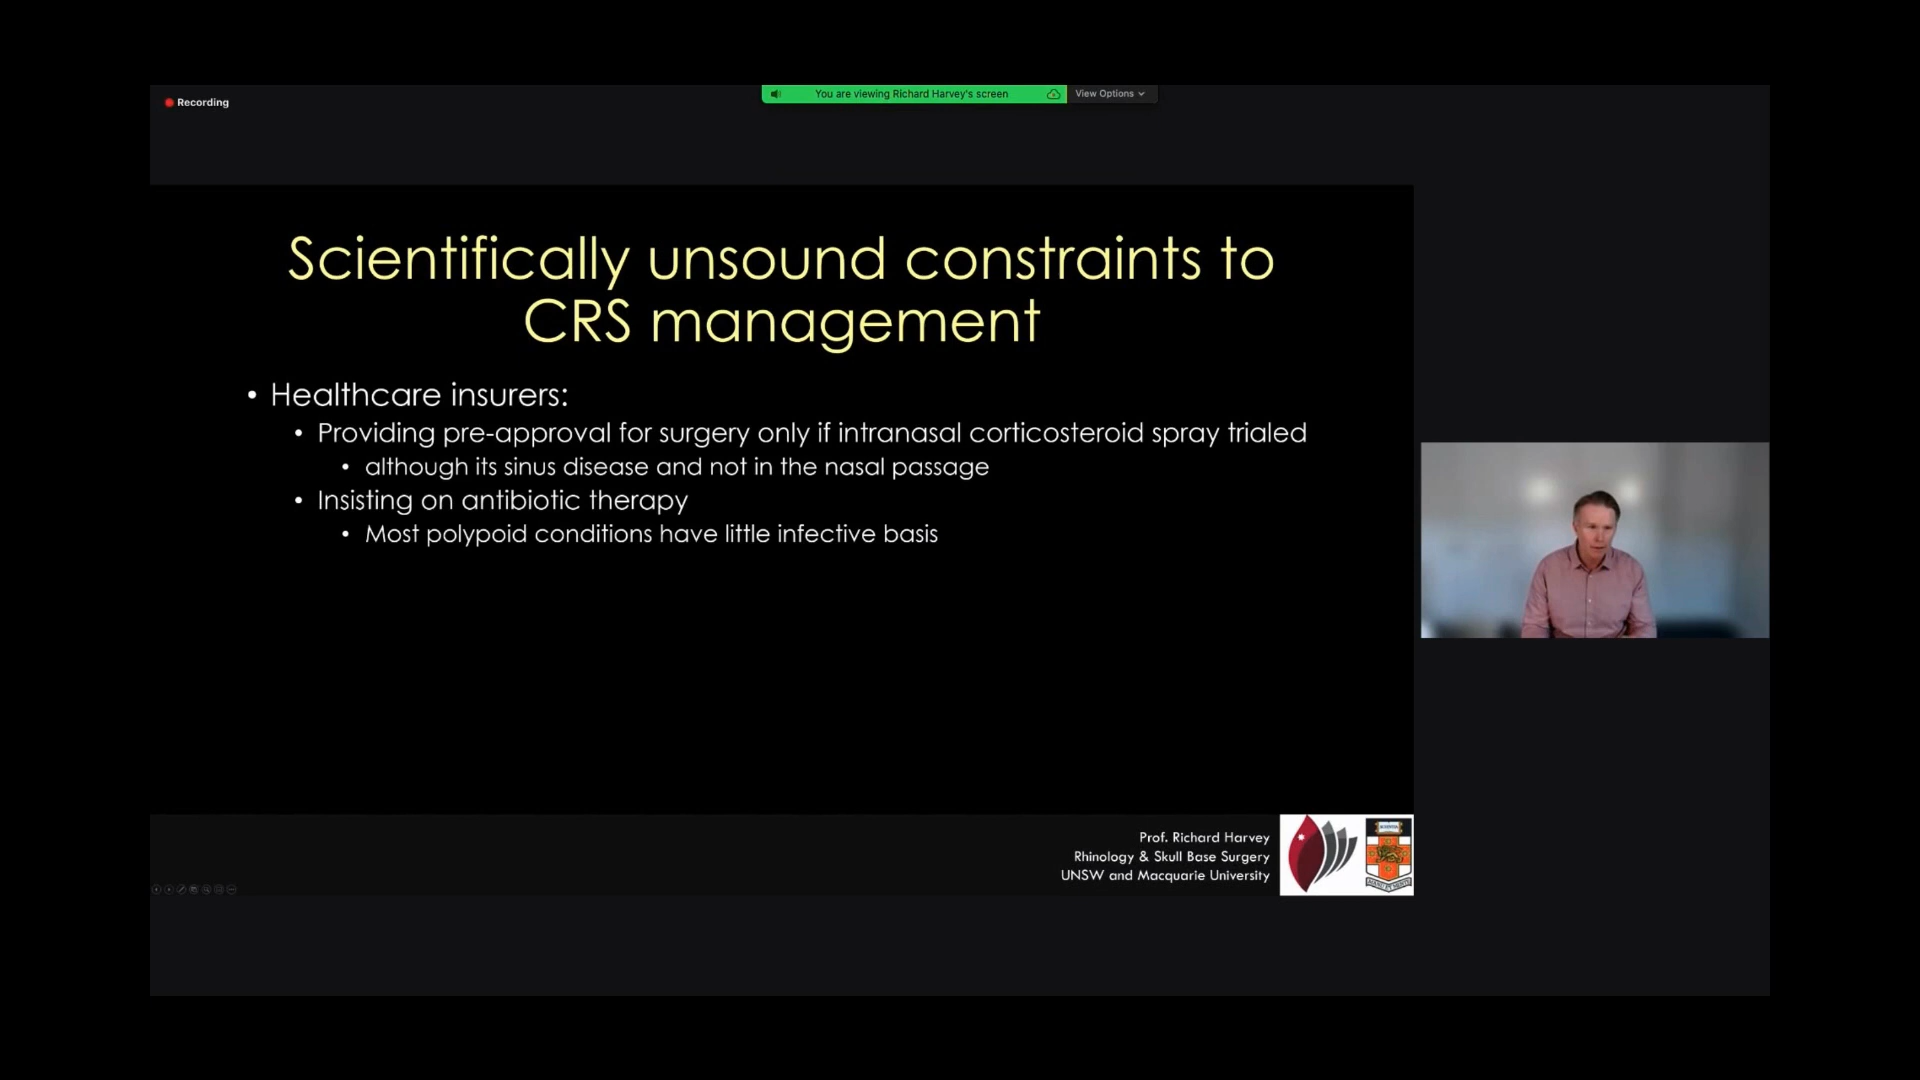 Recording
You are viewing Richard Harvey's screen
View Options
Scientifically unsound constraints to
CRS management
• Healthcare insurers:
• Providing pre-approval for surgery only if intranasal corticosteroid spray trialed
• although its sinus disease and not in the nasal passage
• Insisting on antibiotic therapy
• Most polypoid conditions have little infective basis
Prof. Richard Harvey
Rhinology & Skull Base Surgery
UNSW and Macquarie University